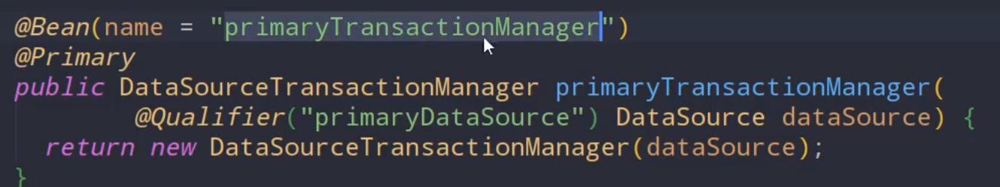 @Bean(name = "primaryTransactionManager")
@Primary
public DataSourceTransactionManager primaryTransactionManager(
@Qualifier("primaryDataSource") DataSource dataSource) {
return new DataSourceTransactionManager(dataSource);
}